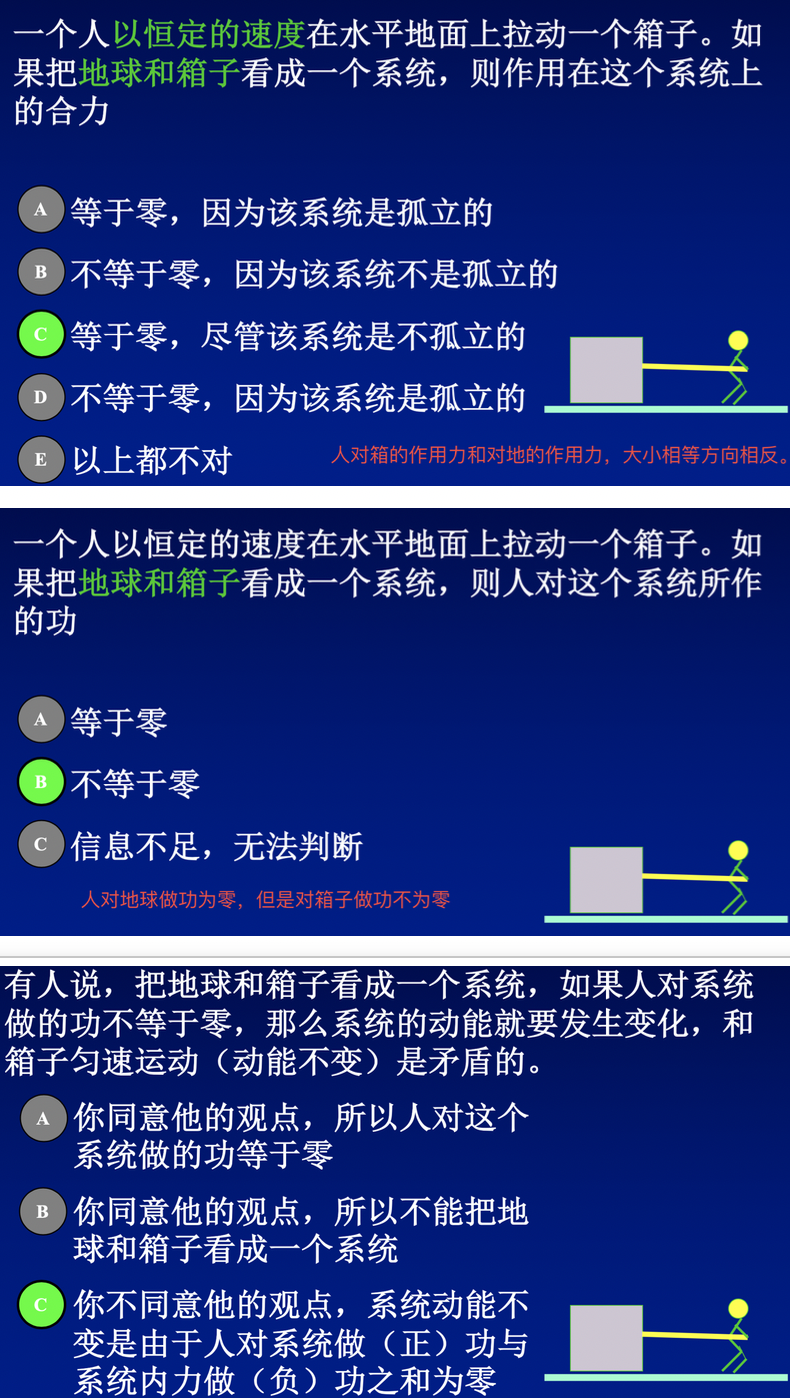 一个人以恒定的速度在水平地面上拉动一个箱子。如
果把地球和箱子看成一个系统，则作用在这个系统上
的合力
A 等于零，因为该系统是孤立的
B 不等于零，因为该系统不是孤立的
C 等于零，尽管该系统是不孤立的
D 不等于零，因为该系统是孤立的
E 以上都不对
人对箱的作用力和对地的作用力，大小相等方向相反。
一个人以恒定的速度在水平地面上拉动一个箱子。如
果把地球和箱子看成一个系统，则人对这个系统所作
的功
A 等于零
B 不等于零
C 信息不足，无法判断
人对地球做功为零，但是对箱子做功不为零
有人说，把地球和箱子看成一个系统，如果人对系统
做的功不等于零，那么系统的动能就要发生变化，和
箱子匀速运动（动能不变）是矛盾的。
A 你同意他的观点，所以人对这个
系统做的功等于零
B 你同意他的观点，所以不能把地
球和箱子看成一个系统
C 你不同意他的观点，系统动能不
变是由于人对系统做（正）功与
系统内力做（负）功之和为零